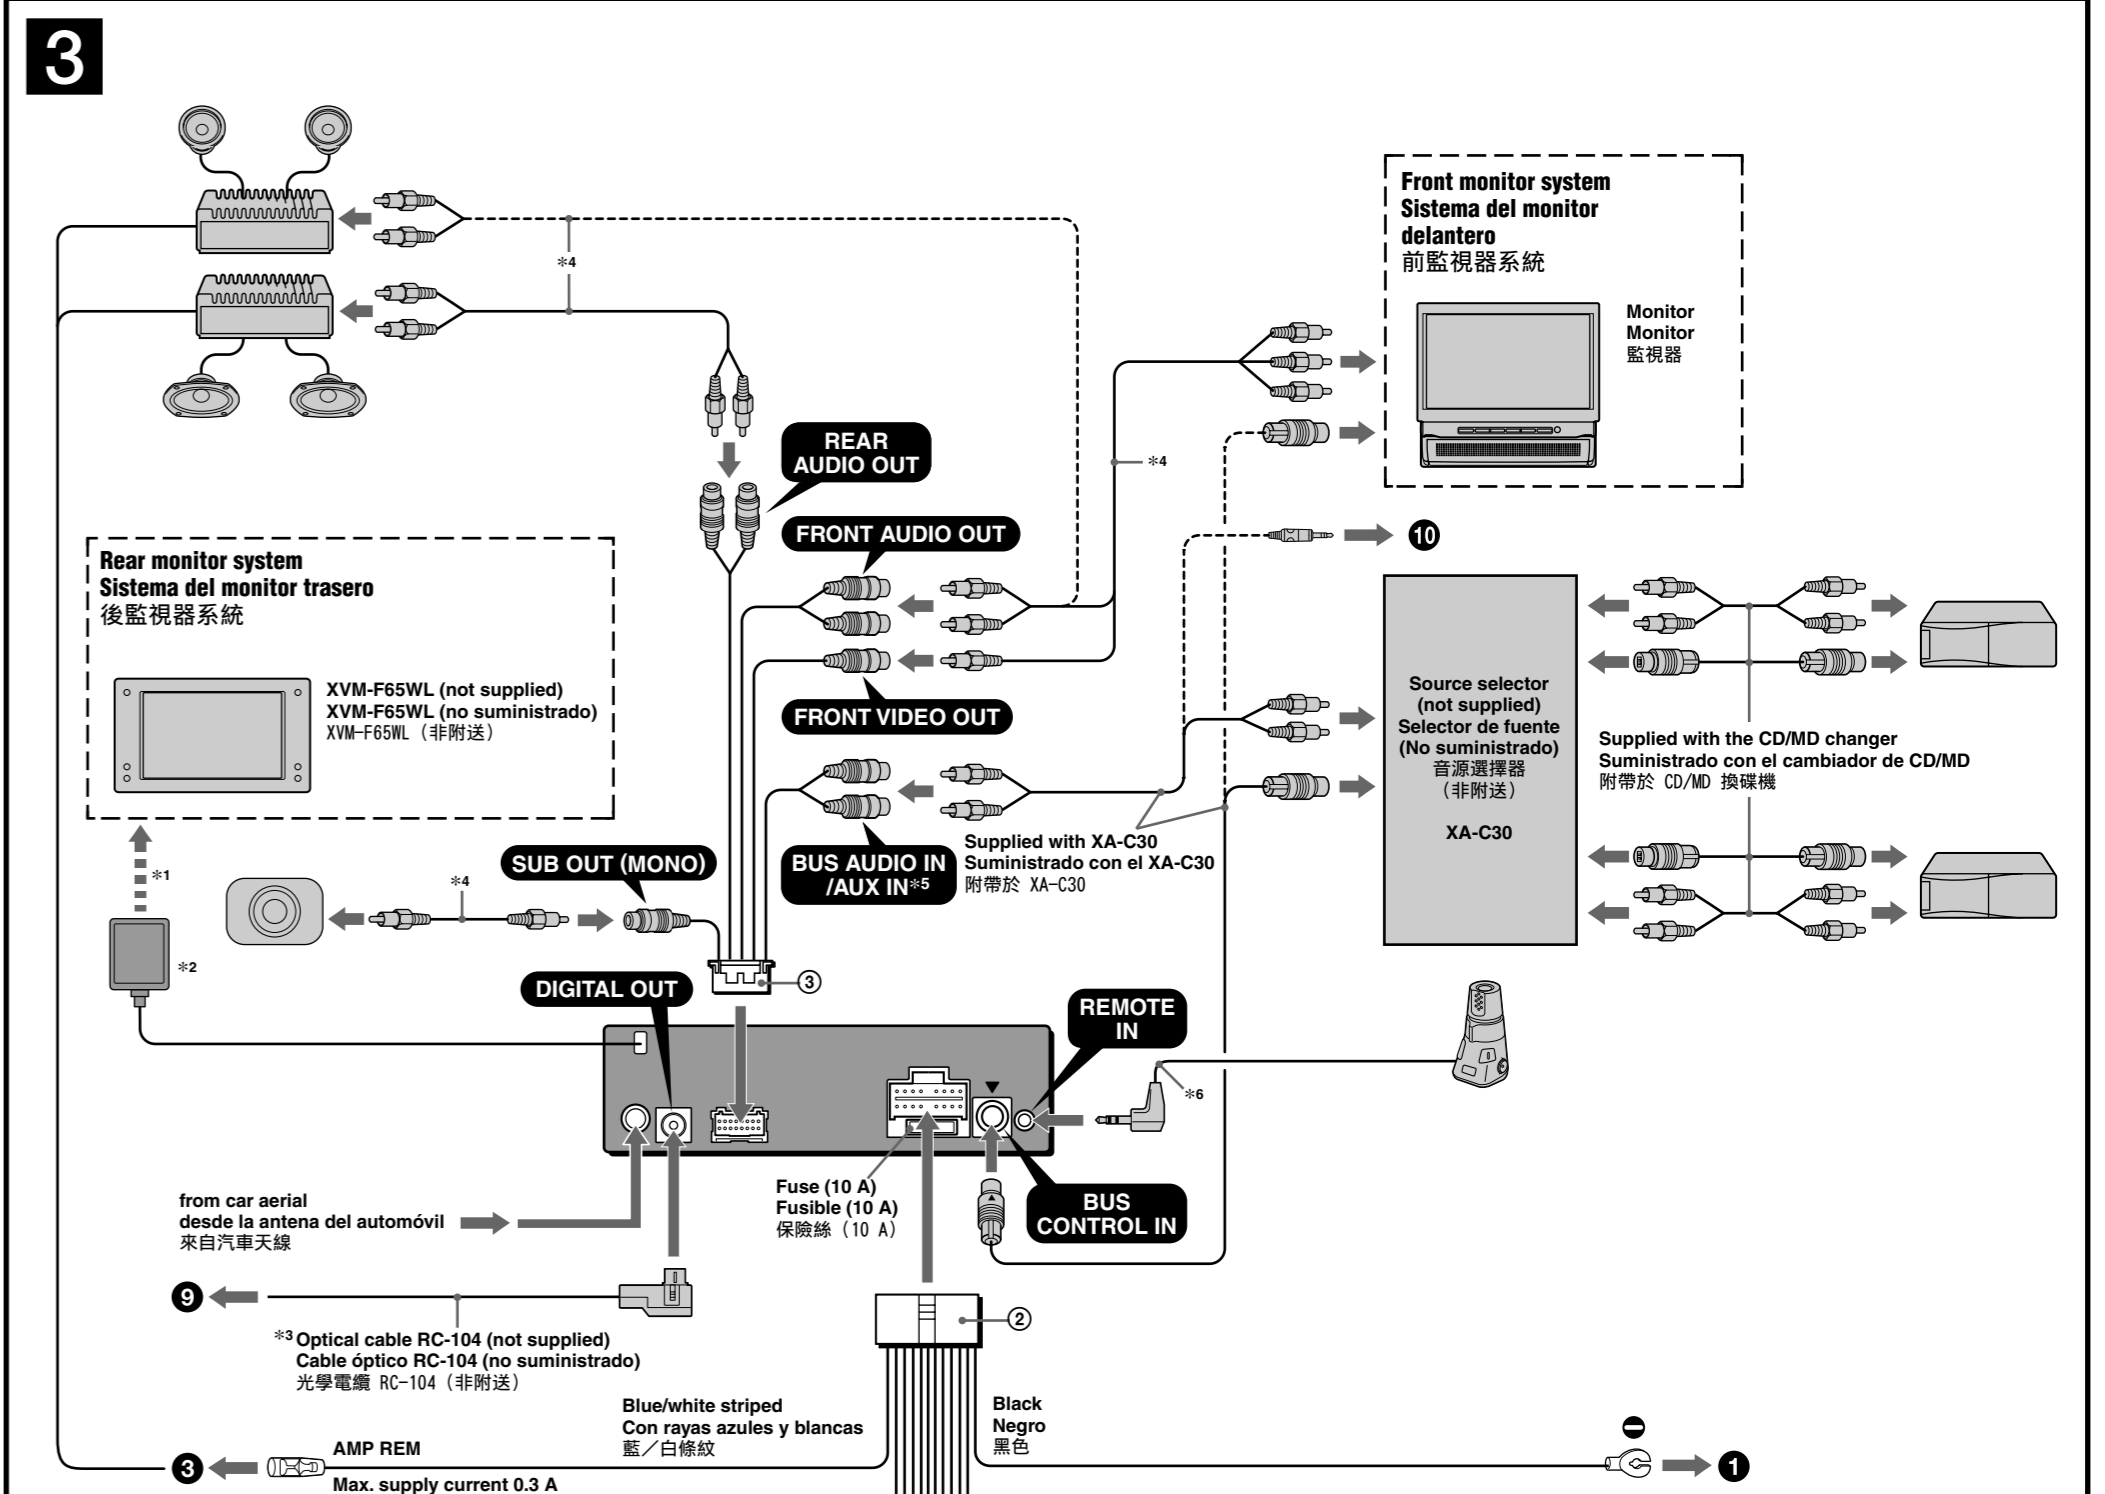 3
Front monitor system
Sistema del monitor
delantero
前監視器系統
Monitor
Monitor
監視器
*4
REAR
AUDIO OUT
*4
FRONT AUDIO OUT
10
Rear monitor system
Sistema del monitor trasero
後監視器系統
XVM-F65WL (not supplied)
XVM-F65WL (no suministrado)
XVM-F65WL（非附送）
FRONT VIDEO OUT
Source selector
(not supplied)
Selector de fuente
(No suministrado)
音源選擇器
（非附送）
XA-C30
Supplied with the CD/MD changer
Suministrado con el cambiador de CD/MD
附帶於 CD/MD 換碟機
BUS AUDIO IN
/AUX IN*5
Supplied with XA-C30
Suministrado con el XA-C30
附帶於 XA-C30
SUB OUT (MONO)
*1
*4
*2
3
DIGITAL OUT
REMOTE
IN
*6
from car aerial
desde la antena del automóvil
來自汽車天線
Fuse (10 A)
Fusible (10 A)
保險絲（10 A）
BUS
CONTROL IN
9
*3 Optical cable RC-104 (not supplied)
Cable óptico RC-104 (no suministrado)
光學電纜 RC-104（非附送）
2
Blue/white striped
Con rayas azules y blancas
藍／白條紋
Black
Negro
黑色
3
AMP REM
Max. supply current 0.3 A
1